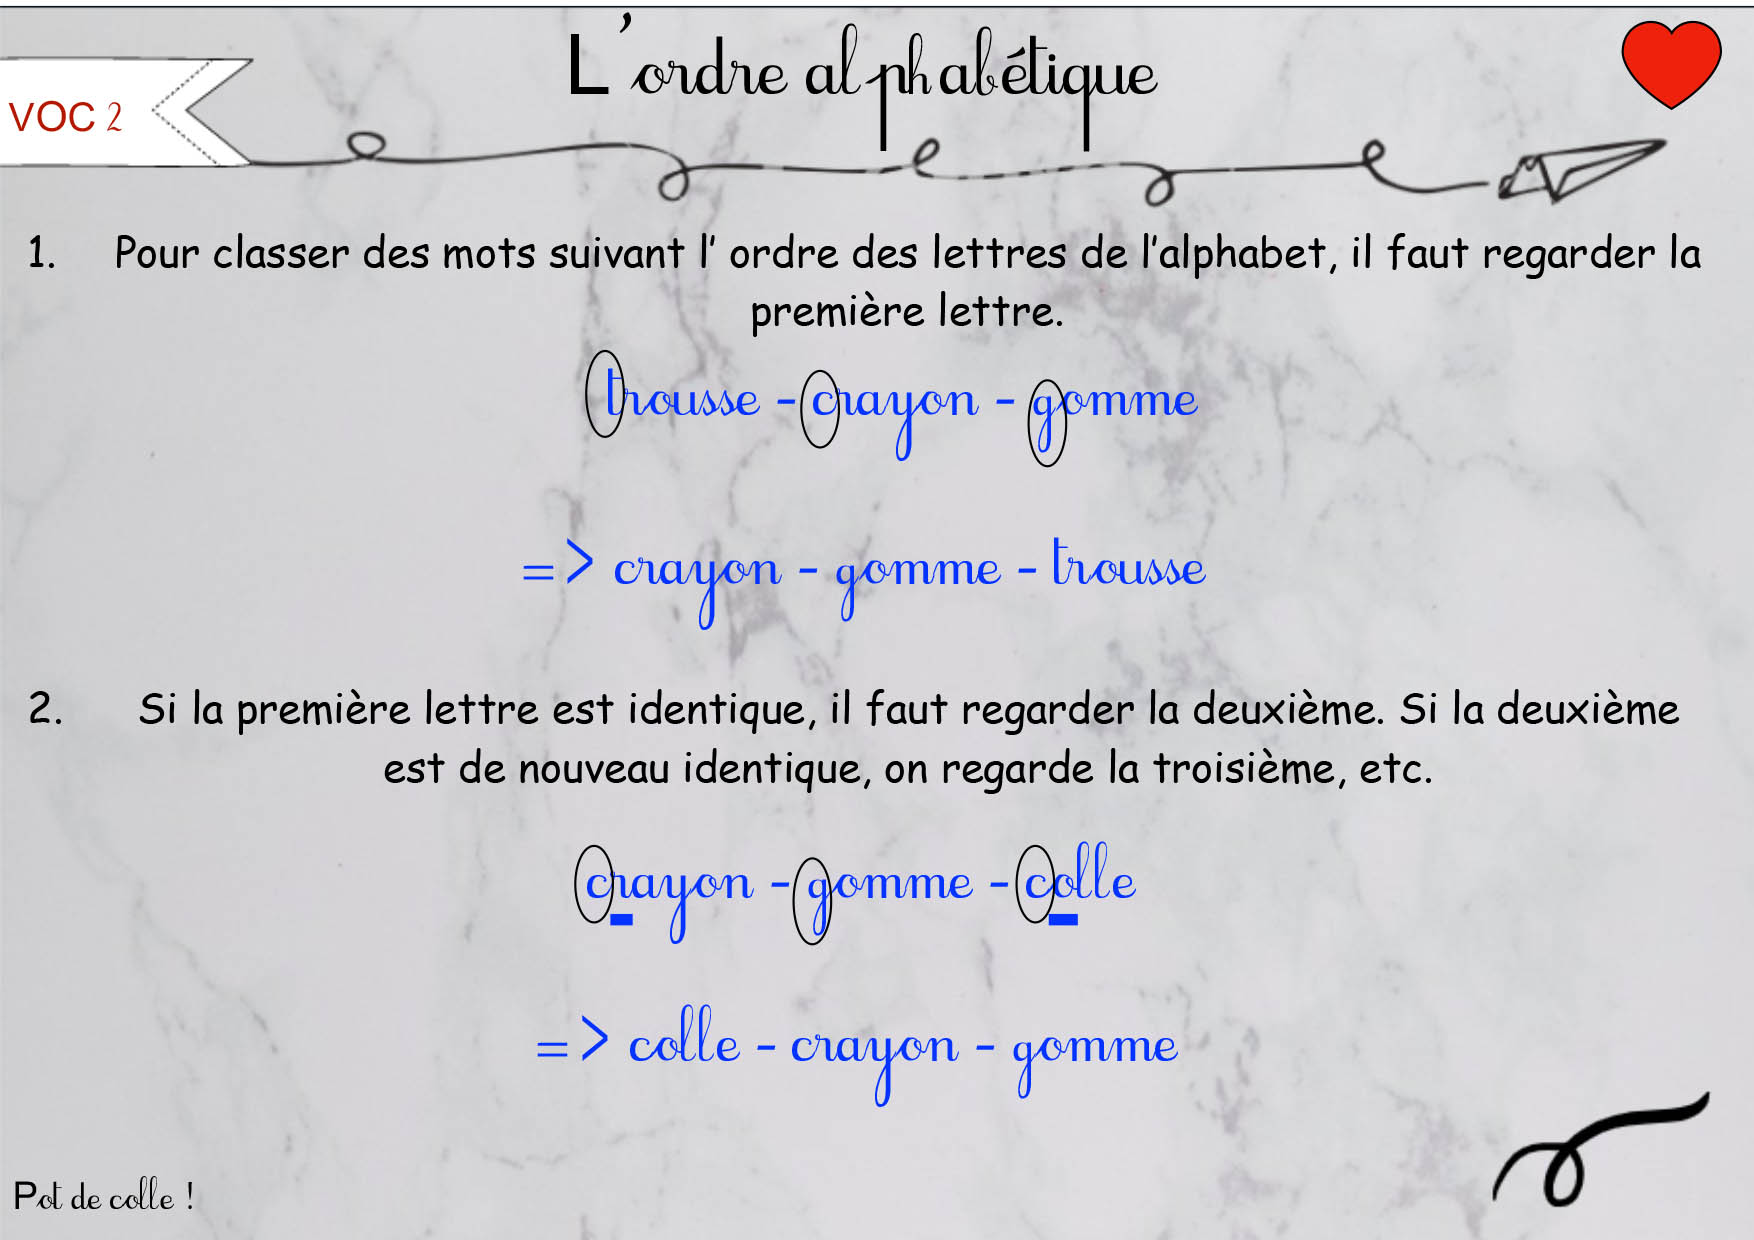 L'ordre alphabétique
VOC 2
1. Pour classer des mots suivant l' ordre des lettres de l'alphabet, il faut regarder la
première lettre.
trousse - crayon - gomme
=> crayon - gomme - trousse
2. Si la première lettre est identique, il faut regarder la deuxième. Si la deuxième
est de nouveau identique, on regarde la troisième, etc.
crayon - gomme - colle
=> colle - crayon - gomme
Pot de colle !